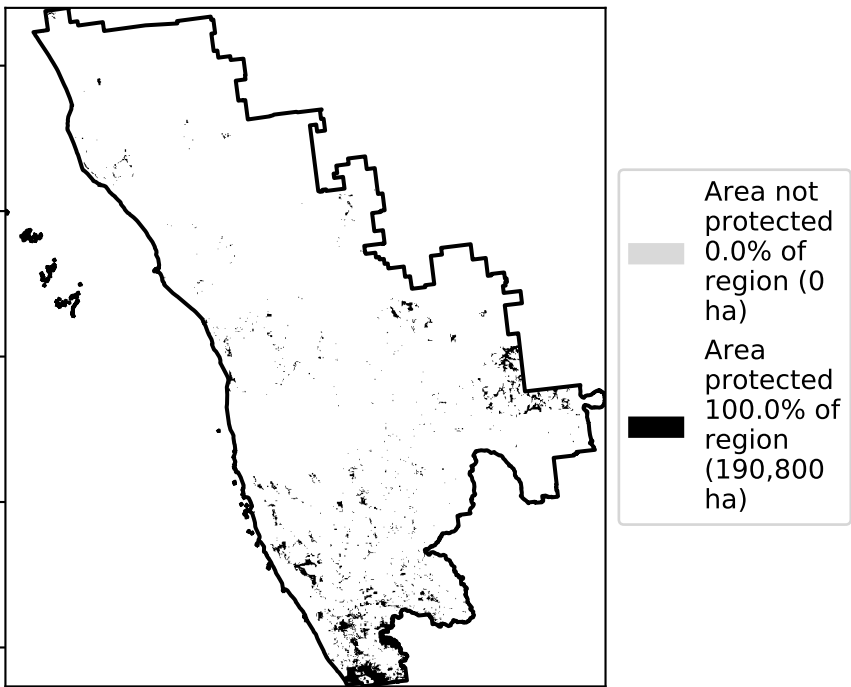 Area not
protected
0.0% of
region (0
ha)
Area
protected
100.0% of
region
(190,800
ha)